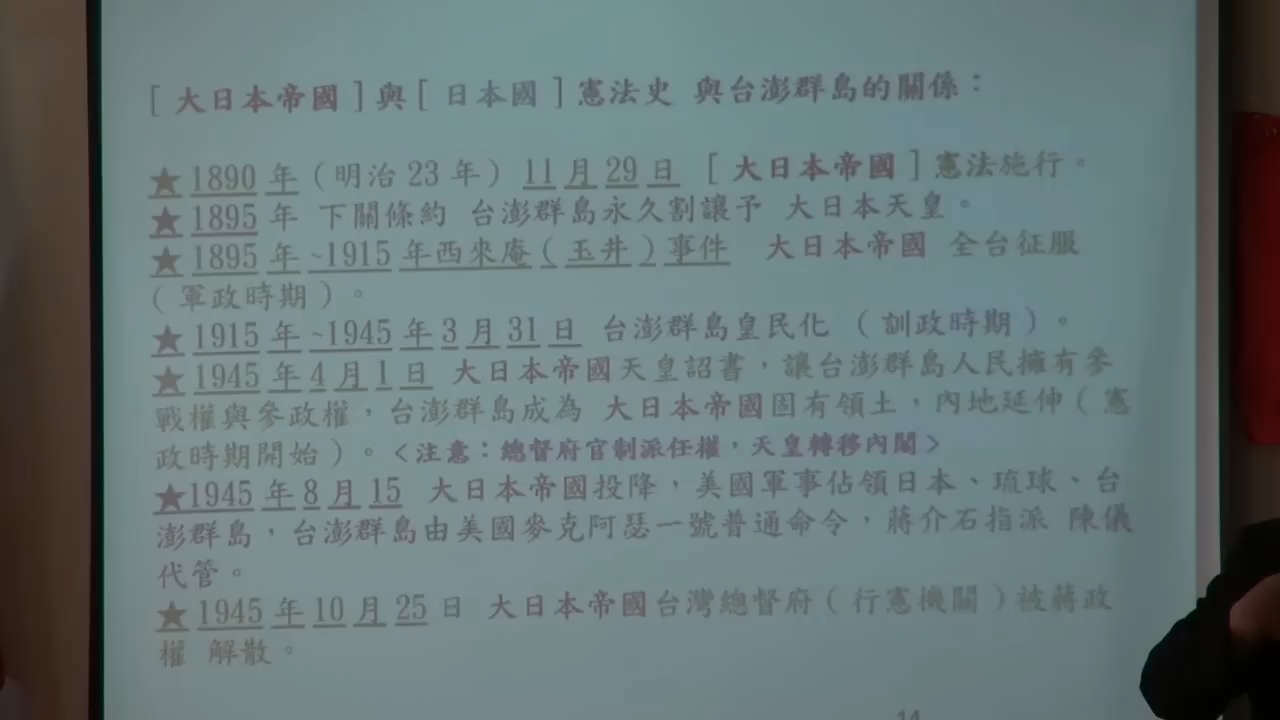 [ 大日本帝國 ] 與 [ 日本國 ] 憲法史 與台澎群島的關係：
★ 1890 年（明治 23 年） 11 月 29 日 [ 大日本帝國 ] 憲法施行。
★ 1895 年 下關條約 台澎群島永久割讓予 大日本天皇。
★ 1895 年 ~1915 年西來庵（玉井）事件 大日本帝國 全台征服
（軍政時期）。
★ 1915 年 ~1945 年 3 月 31 日 台澎群島皇民化 （訓政時期）。
★ 1945 年 4 月 1 日 大日本帝國天皇詔書，讓台澎群島人民擁有參
戰權與參政權，台澎群島成為 大日本帝國固有領土，內地延伸（憲
政時期開始）。＜注意：總督府官制派任權，天皇轉移內閣＞
★1945 年 8 月 15 大日本帝國投降，美國軍事佔領日本、琉球、台
澎群島，台澎群島由美國麥克阿瑟一號普通命令，蔣介石指派 陳儀
代管。
★ 1945 年 10 月 25 日 大日本帝國台灣總督府（行憲機關）被蔣政
權 解散。
14